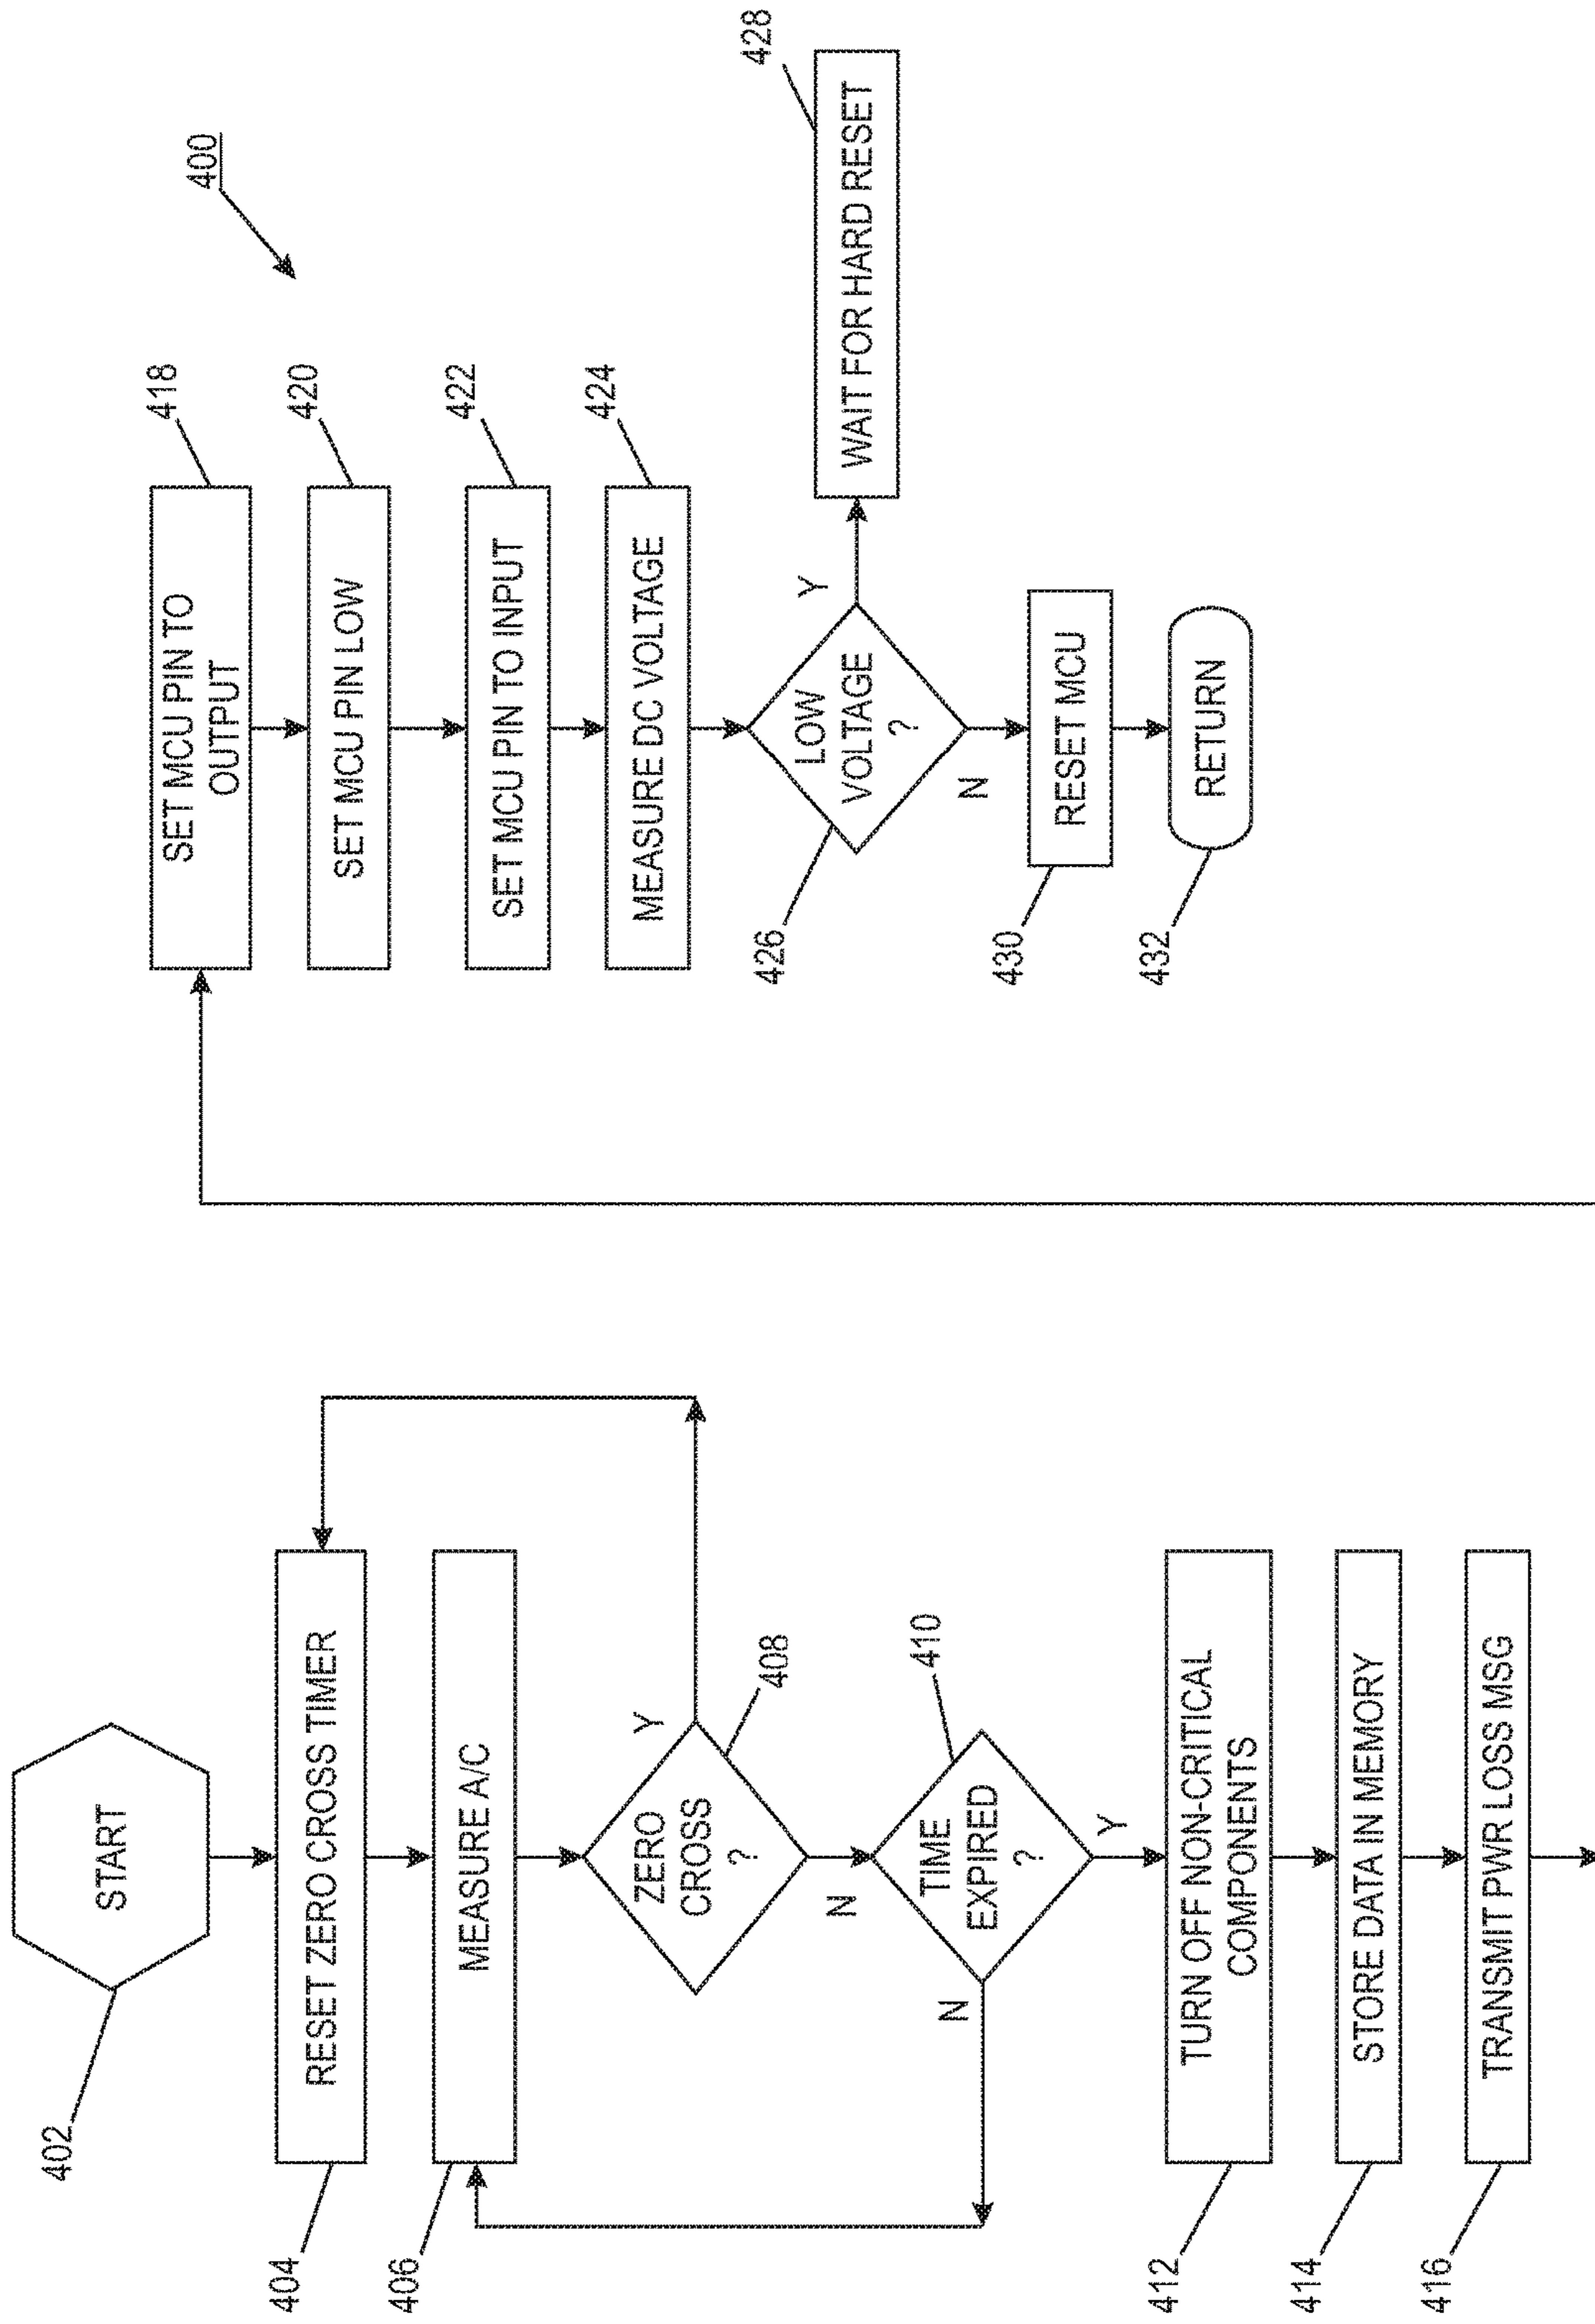 400
402
START
404
RESET ZERO CROSS TIMER
406
MEASURE A/C
408
ZERO
CROSS
?
Y
N
410
TIME
EXPIRED
?
N
Y
412
TURN OFF NON-CRITICAL
COMPONENTS
414
STORE DATA IN MEMORY
416
TRANSMIT PWR LOSS MSG
418
SET MCU PIN TO
OUTPUT
420
SET MCU PIN LOW
422
SET MCU PIN TO INPUT
424
MEASURE DC VOLTAGE
426
LOW
VOLTAGE
?
Y
N
428
WAIT FOR HARD RESET
430
RESET MCU
432
RETURN